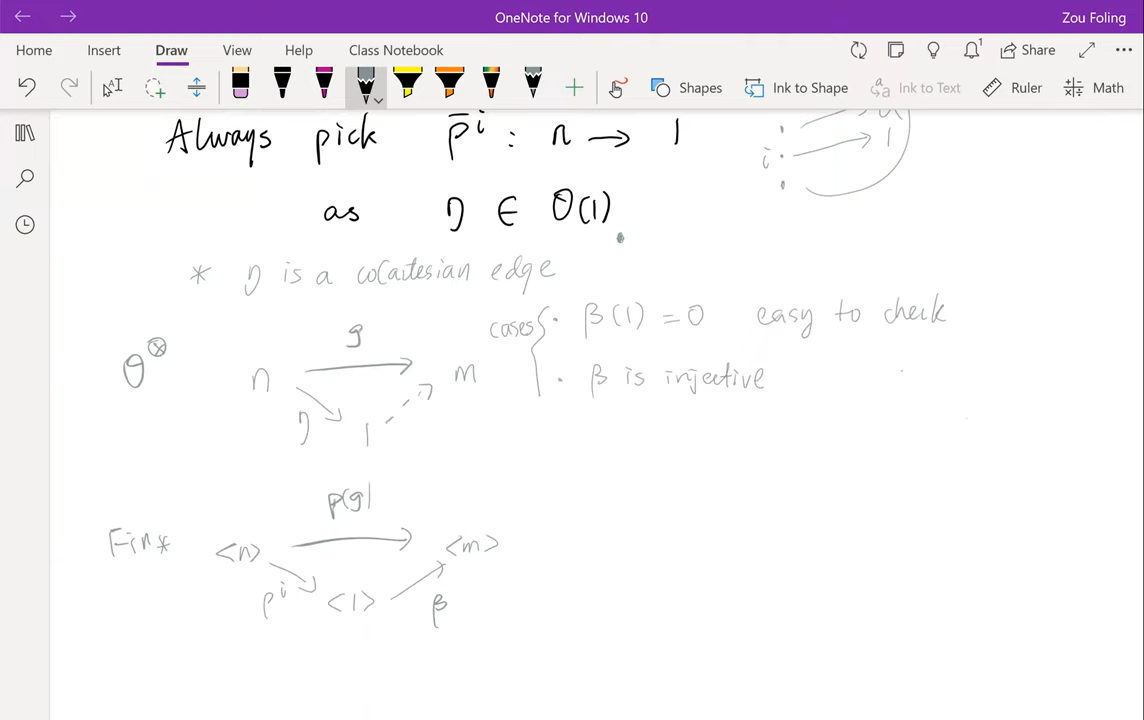 OneNote for Windows 10
Zou Foling
Home Insert Draw View Help Class Notebook
1
Share
Shapes Ink to Shape Ink to Text Ruler Math
Always pick ρ̄ⁱ : n → 1
as η ∈ O(1)
i
1
* η is a coCartesian edge
cases { · β(1) = 0 easy to check
· β is injective
O^⊗
n
g
m
η
1
p(g)
Fin*
<n>
<m>
ρⁱ
<1>
β